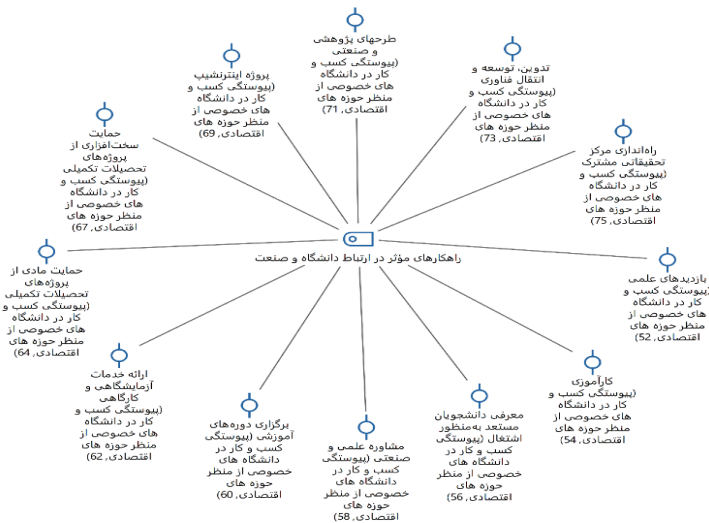 طرحهای پژوهشی
و صنعتی
(پیوستگی کسب و
کار در دانشگاه
های خصوصی از
منظر حوزه های
اقتصادی, 71)
تدوین، توسعه و
انتقال فناوری
(پیوستگی کسب و
کار در دانشگاه
های خصوصی از
منظر حوزه های
اقتصادی, 73)
پروژه اینترنشیپ
(پیوستگی کسب و
کار در دانشگاه
های خصوصی از
منظر حوزه های
اقتصادی, 69)
راه‌اندازی مرکز
تحقیقاتی مشترک
(پیوستگی کسب و
کار در دانشگاه
های خصوصی از
منظر حوزه های
اقتصادی, 75)
حمایت
سخت‌افزاری از
پروژه‌های
تحصیلات تکمیلی
(پیوستگی کسب و
کار در دانشگاه
های خصوصی از
منظر حوزه های
اقتصادی, 67)
راهکارهای مؤثر در ارتباط دانشگاه و صنعت
بازدیدهای علمی
(پیوستگی کسب و
کار در دانشگاه
های خصوصی از
منظر حوزه های
اقتصادی, 52)
حمایت مادی از
پروژه‌های
تحصیلات تکمیلی
(پیوستگی کسب و
کار در دانشگاه
های خصوصی از
منظر حوزه های
اقتصادی, 64)
کارآموزی
(پیوستگی کسب و
کار در دانشگاه
های خصوصی از
منظر حوزه های
اقتصادی, 54)
ارائه خدمات
آزمایشگاهی و
کارگاهی
(پیوستگی کسب و
کار در دانشگاه
های خصوصی از
منظر حوزه های
اقتصادی, 62)
معرفی دانشجویان
مستعد به‌منظور
اشتغال (پیوستگی
کسب و کار در
دانشگاه های
خصوصی از منظر
حوزه های
اقتصادی, 56)
برگزاری دوره‌های
آموزشی (پیوستگی
کسب و کار در
دانشگاه های
خصوصی از منظر
حوزه های
اقتصادی, 60)
مشاوره علمی و
صنعتی (پیوستگی
کسب و کار در
دانشگاه های
خصوصی از منظر
حوزه های
اقتصادی, 58)